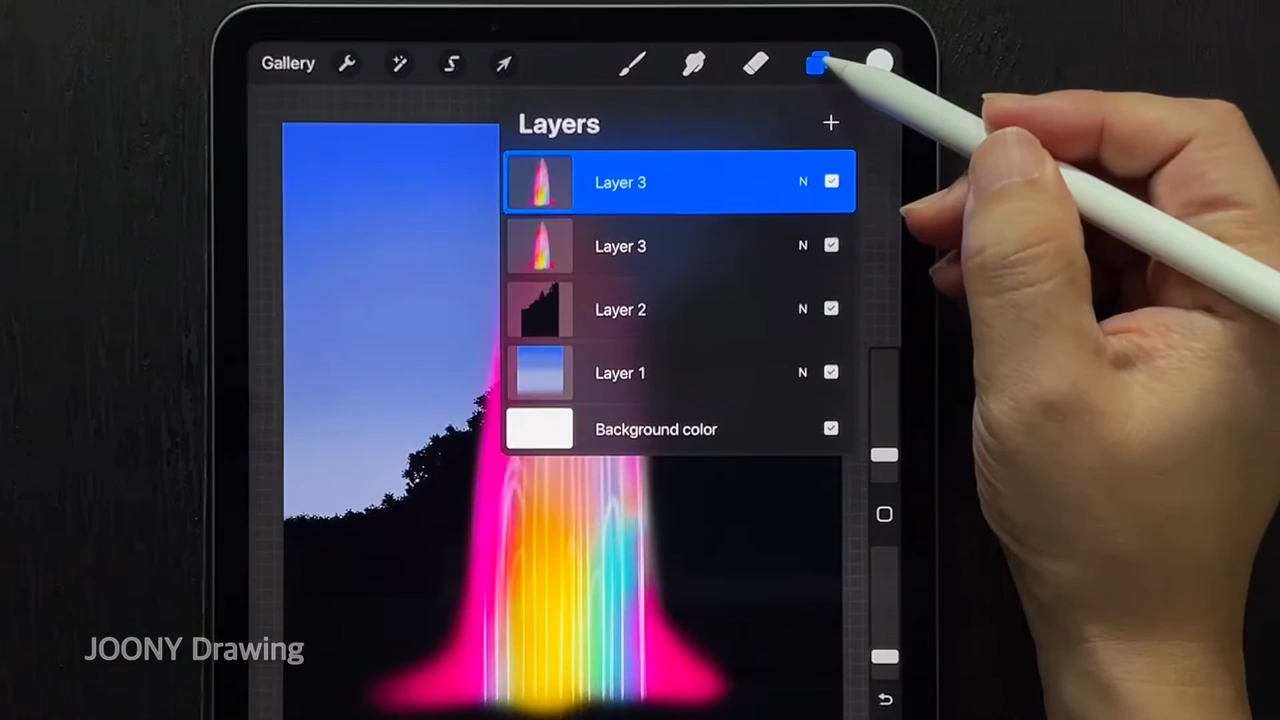 Gallery
Layers
Layer 3 N
Layer 3 N
Layer 2 N
Layer 1 N
Background color
JOONY Drawing